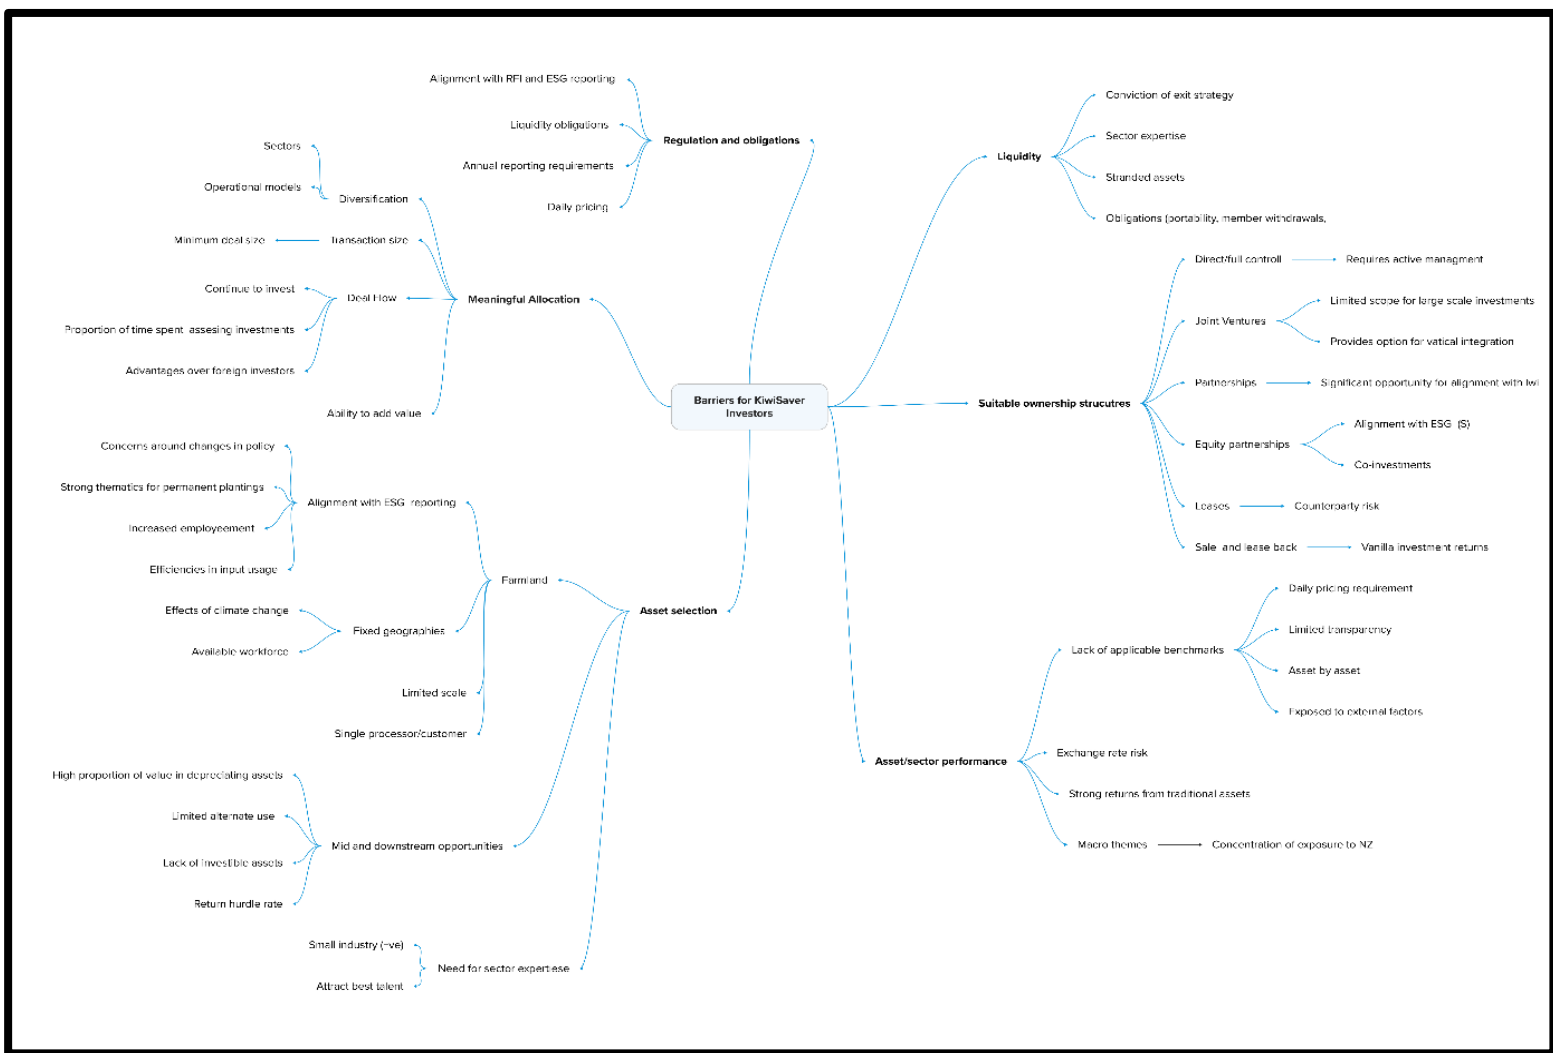 Barriers for KiwiSaver
Investors
Regulation and obligations
Alignment with RFI and ESG reporting
Liquidity obligations
Annual reporting requirements
Daily pricing
Meaningful Allocation
Diversification
Sectors
Operational models
Transaction size
Minimum deal size
Deal Flow
Continue to invest
Proportion of time spent assesing investments
Advantages over foreign investors
Ability to add value
Asset selection
Farmland
Alignment with ESG reporting
Concerns around changes in policy
Strong thematics for permanent plantings
Increased employeement
Efficiencies in input usage
Fixed geographies
Effects of climate change
Available workforce
Limited scale
Single processor/customer
Mid and downstream opportunities
High proportion of value in depreciating assets
Limited alternate use
Lack of investible assets
Return hurdle rate
Need for sector expertiese
Small industry (-ve)
Attract best talent
Liquidity
Conviction of exit strategy
Sector expertise
Stranded assets
Obligations (portability, member withdrawals,
Suitable ownership strucutres
Direct/full controll
Requires active managment
Joint Ventures
Limited scope for large scale investments
Provides option for vatical integration
Partnerships
Significant opportunity for alignment with Iwi
Equity partnerships
Alignment with ESG (S)
Co-investments
Leases
Counterparty risk
Sale and lease back
Vanilla investment returns
Asset/sector performance
Lack of applicable benchmarks
Daily pricing requirement
Limited transparency
Asset by asset
Exposed to external factors
Exchange rate risk
Strong returns from traditional assets
Macro themes
Concentration of exposure to NZ